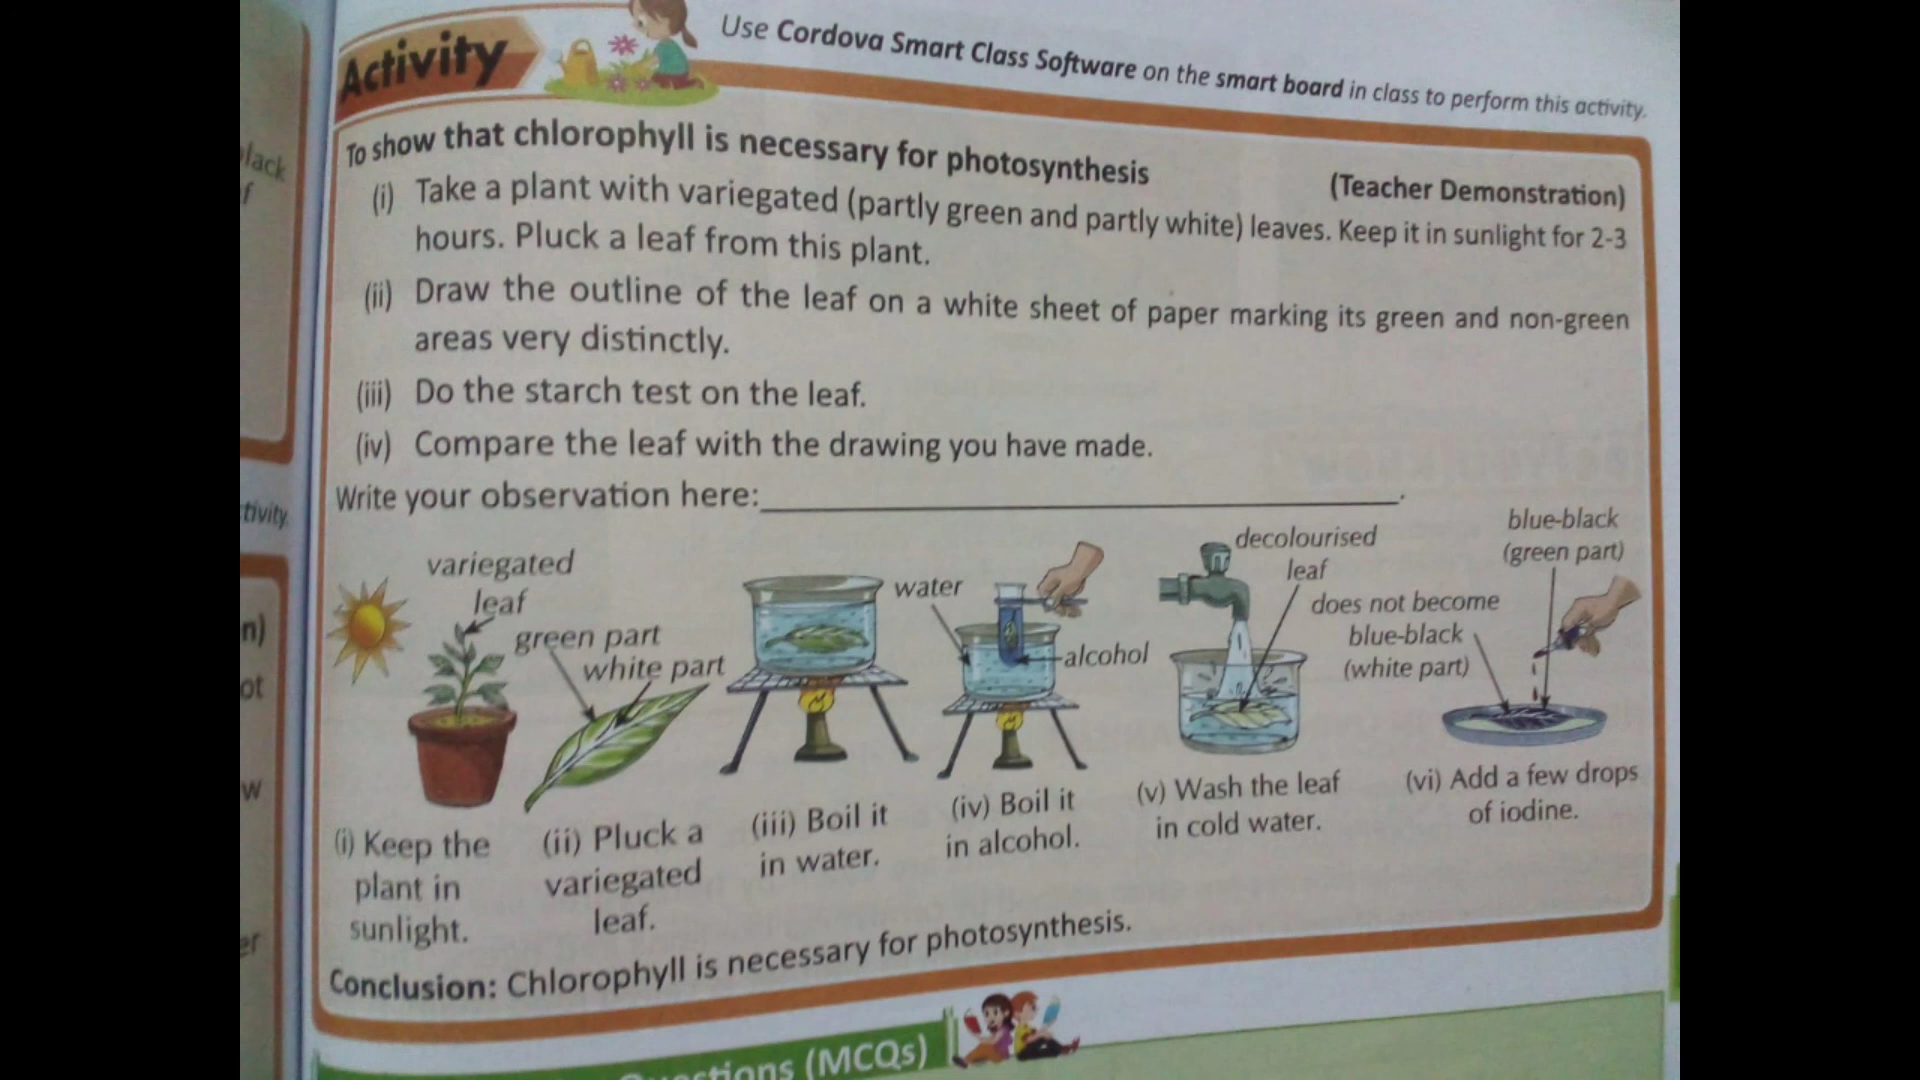 Activity
Use Cordova Smart Class Software on the smart board in class to perform this activity.
To show that chlorophyll is necessary for photosynthesis
(Teacher Demonstration)
(i) Take a plant with variegated (partly green and partly white) leaves. Keep it in sunlight for 2-3
hours. Pluck a leaf from this plant.
(ii) Draw the outline of the leaf on a white sheet of paper marking its green and non-green
areas very distinctly.
(iii) Do the starch test on the leaf.
(iv) Compare the leaf with the drawing you have made.
Write your observation here:
variegated
leaf
green part
white part
water
alcohol
decolourised
leaf
does not become
blue-black
(white part)
blue-black
(green part)
(i) Keep the
plant in
sunlight.
(ii) Pluck a
variegated
leaf.
(iii) Boil it
in water.
(iv) Boil it
in alcohol.
(v) Wash the leaf
in cold water.
(vi) Add a few drops
of iodine.
Conclusion: Chlorophyll is necessary for photosynthesis.
(MCQs)